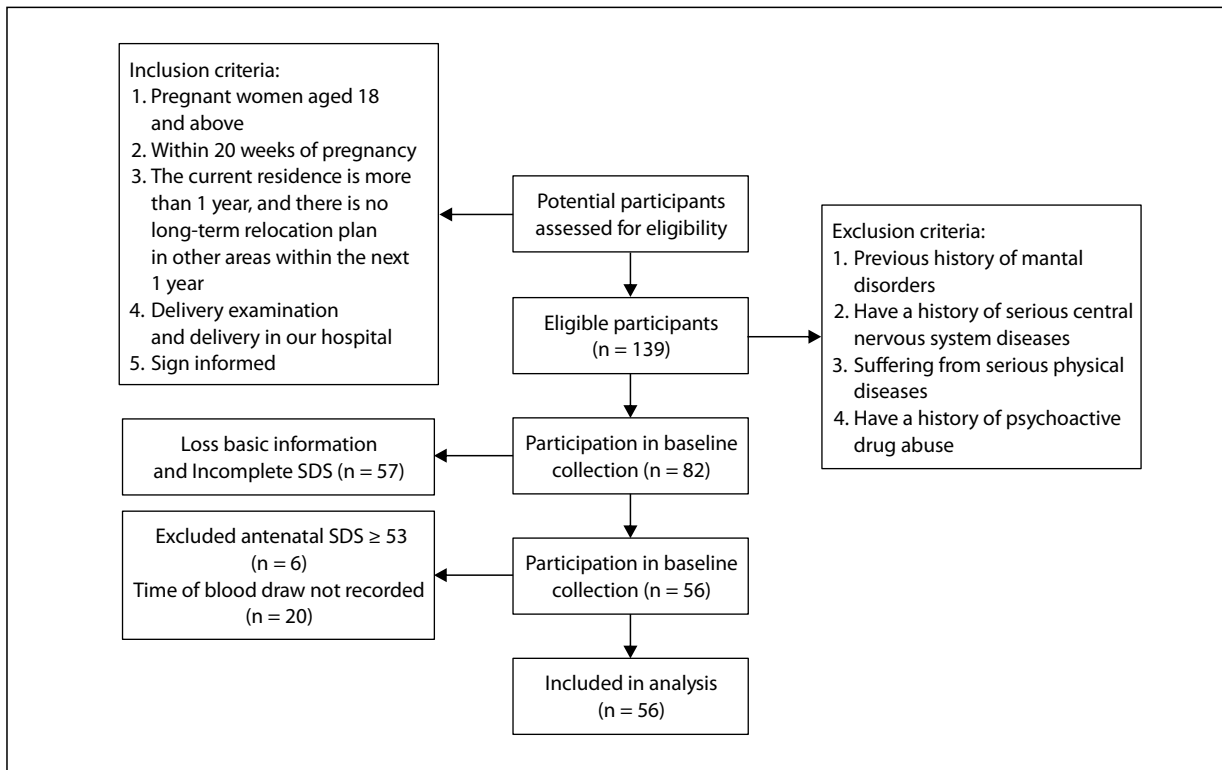 Inclusion criteria:
1. Pregnant women aged 18
and above
2. Within 20 weeks of pregnancy
3. The current residence is more
than 1 year, and there is no
long-term relocation plan
in other areas within the next
1 year
4. Delivery examination
and delivery in our hospital
5. Sign informed
Potential participants
assessed for eligibility
Exclusion criteria:
1. Previous history of mantal
disorders
2. Have a history of serious central
nervous system diseases
3. Suffering from serious physical
diseases
4. Have a history of psychoactive
drug abuse
Eligible participants
(n = 139)
Loss basic information
and Incomplete SDS (n = 57)
Participation in baseline
collection (n = 82)
Excluded antenatal SDS ≥ 53
(n = 6)
Time of blood draw not recorded
(n = 20)
Participation in baseline
collection (n = 56)
Included in analysis
(n = 56)